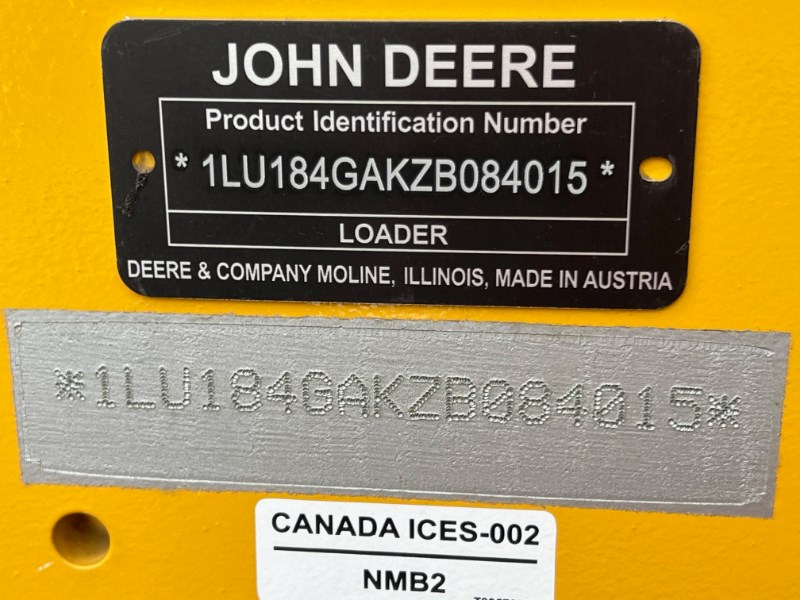 JOHN DEERE
Product Identification Number
* 1LU184GAKZB084015 *
LOADER
DEERE & COMPANY MOLINE, ILLINOIS, MADE IN AUSTRIA
*1LU184GAKZB084015*
CANADA ICES-002
NMB2